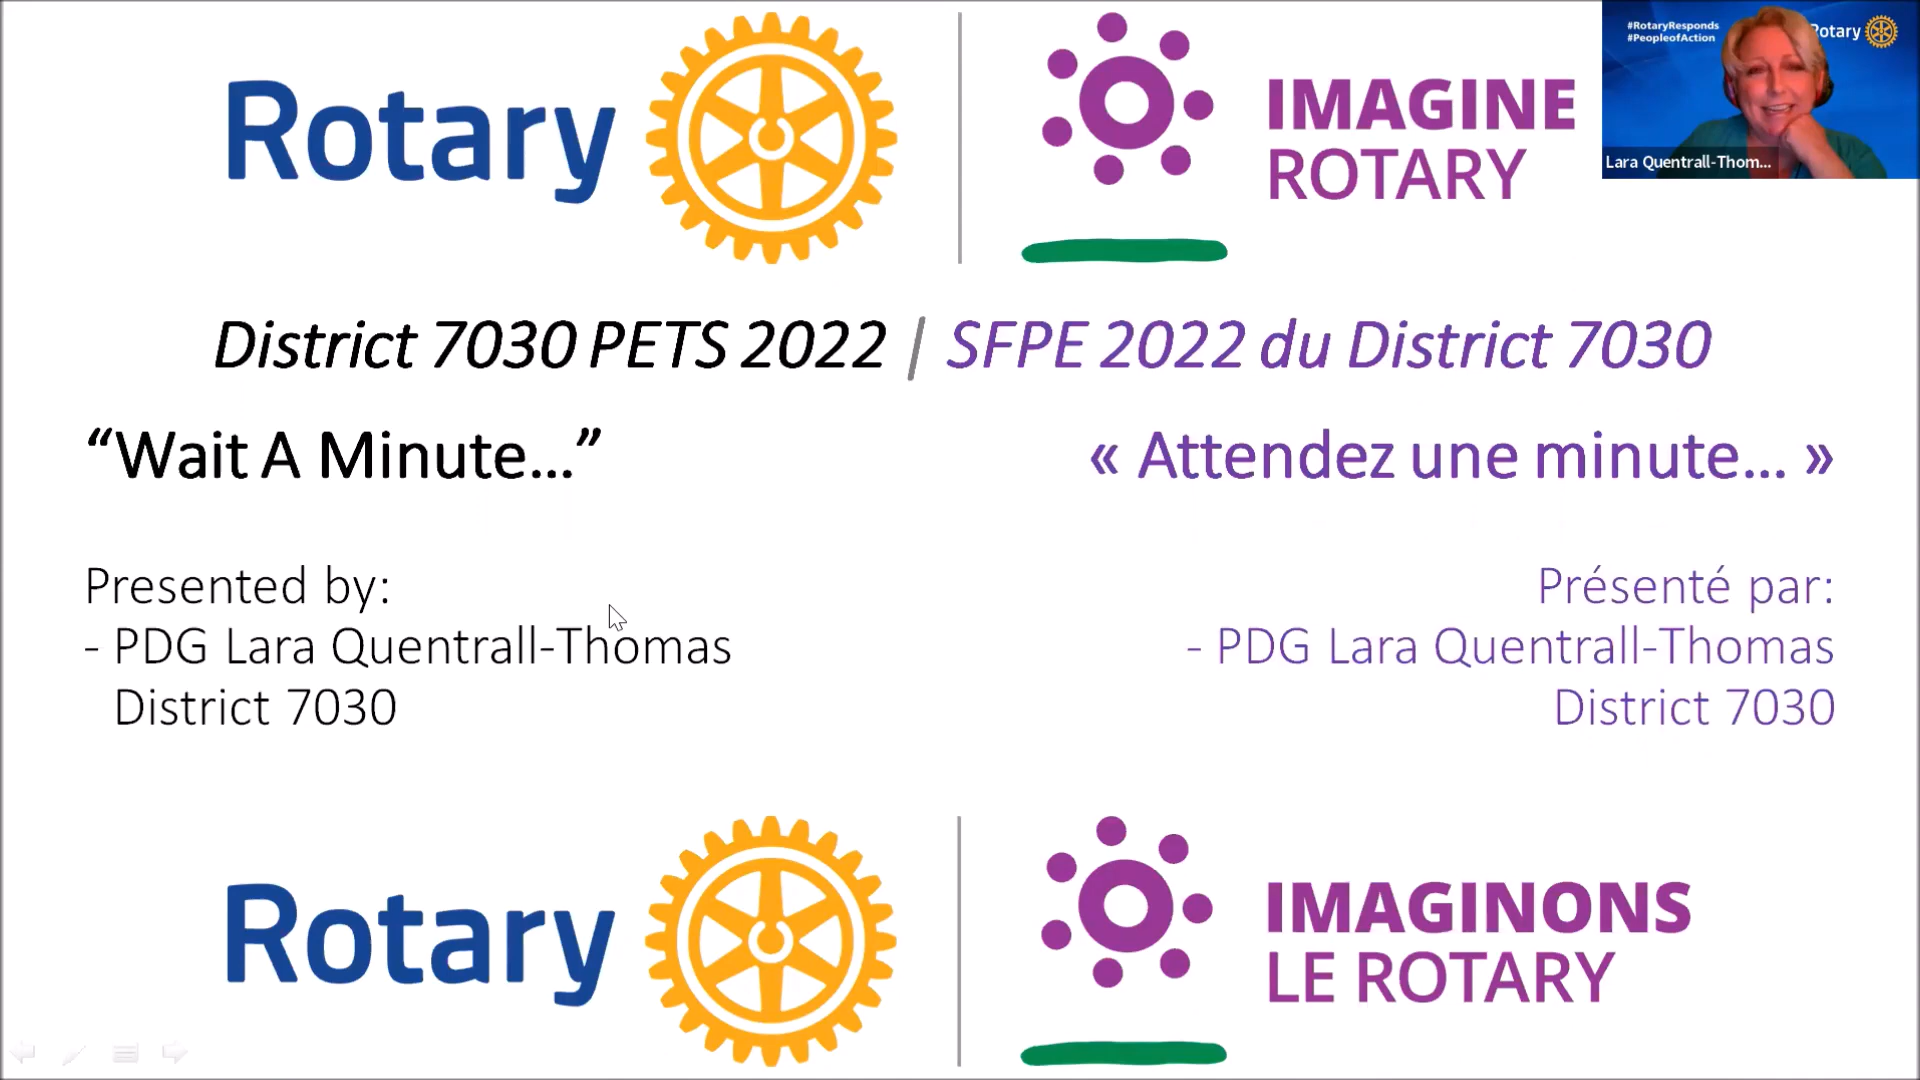 Rotary
IMAGINE
ROTARY
#RotaryResponds
#PeopleofAction
Rotary
Lara Quentrall-Thom...
District 7030 PETS 2022 / SFPE 2022 du District 7030
“Wait A Minute…”
« Attendez une minute… »
Presented by:
- PDG Lara Quentrall-Thomas
District 7030
Présenté par:
- PDG Lara Quentrall-Thomas
District 7030
Rotary
IMAGINONS
LE ROTARY